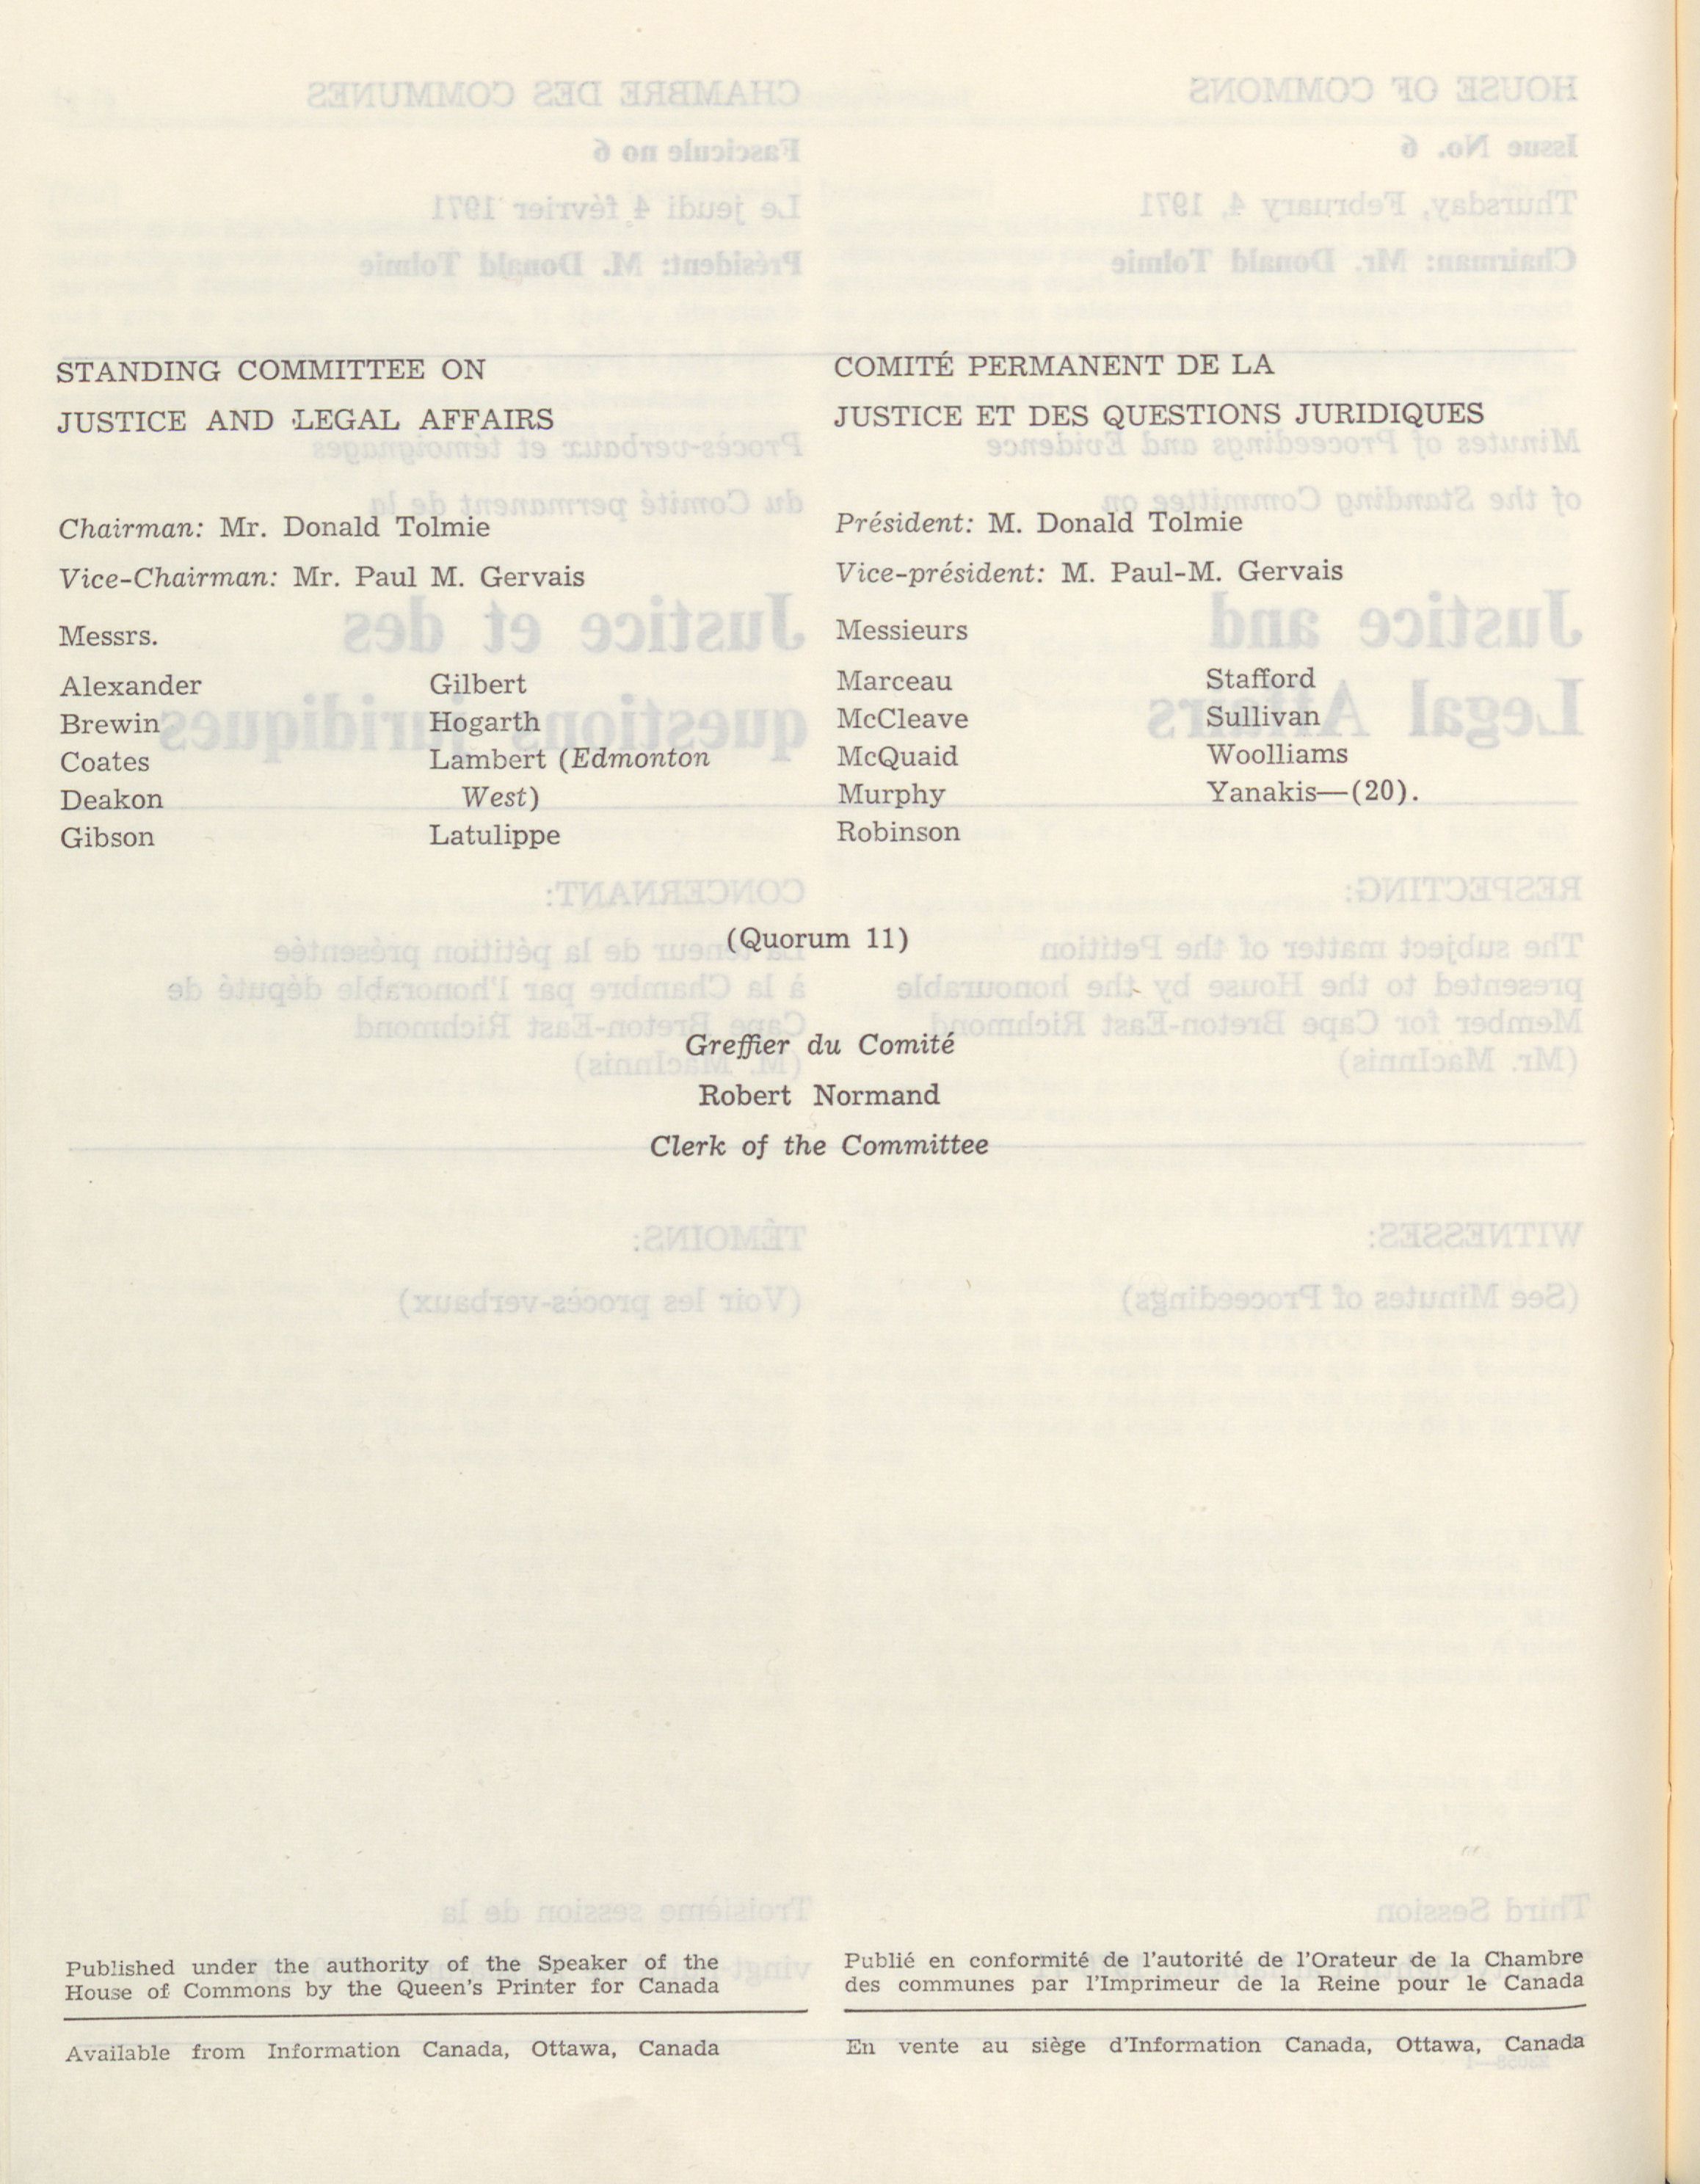 STANDING COMMITTEE ON
JUSTICE AND LEGAL AFFAIRS
Chairman: Mr. Donald Tolmie
Vice-Chairman: Mr. Paul M. Gervais
Messrs.
Alexander
Brewin
Coates
Deakon
Gibson
Gilbert
Hogarth
Lambert (Edmonton
West)
Latulippe
COMITÉ PERMANENT DE LA
JUSTICE ET DES QUESTIONS JURIDIQUES
Président: M. Donald Tolmie
Vice-président: M. Paul-M. Gervais
Messieurs
Marceau
McCleave
McQuaid
Murphy
Robinson
Stafford
Sullivan
Woolliams
Yanakis—(20).
(Quorum 11)
Greffier du Comité
Robert Normand
Clerk of the Committee
Published under the authority of the Speaker of the
House of Commons by the Queen's Printer for Canada
Available from Information Canada, Ottawa, Canada
Publié en conformité de l'autorité de l'Orateur de la Chambre
des communes par l'Imprimeur de la Reine pour le Canada
En vente au siège d'Information Canada, Ottawa, Canada